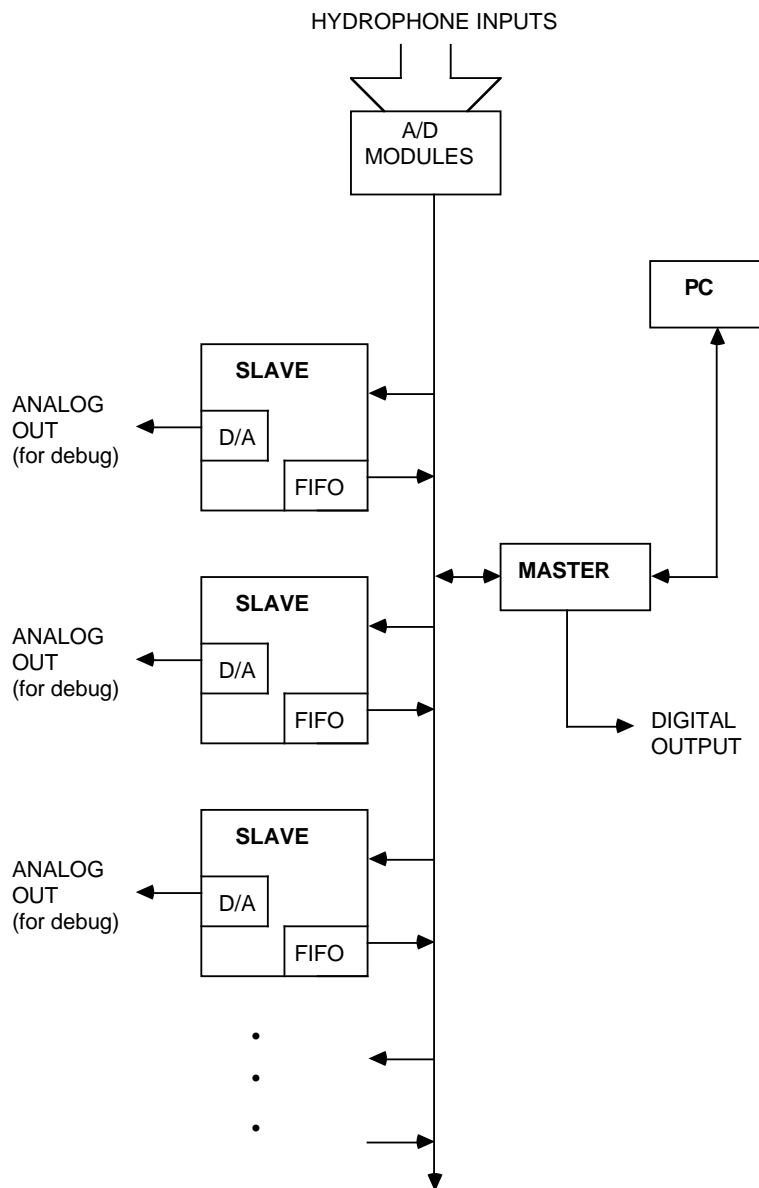 HYDROPHONE INPUTS
A/D
MODULES
PC
SLAVE
ANALOG
OUT
(for debug)
D/A
FIFO
MASTER
SLAVE
ANALOG
OUT
(for debug)
D/A
FIFO
DIGITAL
OUTPUT
SLAVE
ANALOG
OUT
(for debug)
D/A
FIFO